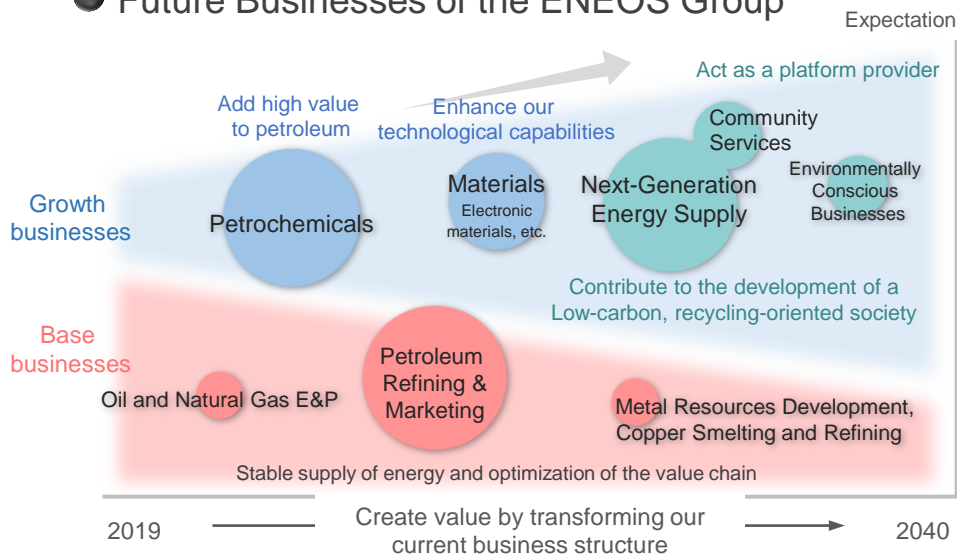 Future Businesses of the ENEOS Group
Expectation
Act as a platform provider
Add high value
to petroleum
Enhance our
technological capabilities
Community
Services
Growth
businesses
Petrochemicals
Materials
Electronic
materials, etc.
Next-Generation
Energy Supply
Environmentally
Conscious
Businesses
Contribute to the development of a
Low-carbon, recycling-oriented society
Base
businesses
Oil and Natural Gas E&P
Petroleum
Refining &
Marketing
Metal Resources Development,
Copper Smelting and Refining
Stable supply of energy and optimization of the value chain
2019
Create value by transforming our
current business structure
2040